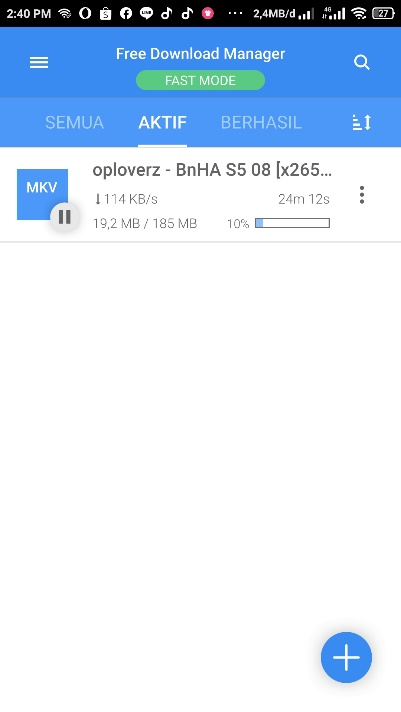 2:40 PM 2,4MB/d 4G 27
Free Download Manager
FAST MODE
SEMUA AKTIF BERHASIL
MKV
oploverz - BnHA S5 08 [x265...
114 KB/s 24m 12s
19,2 MB / 185 MB 10%